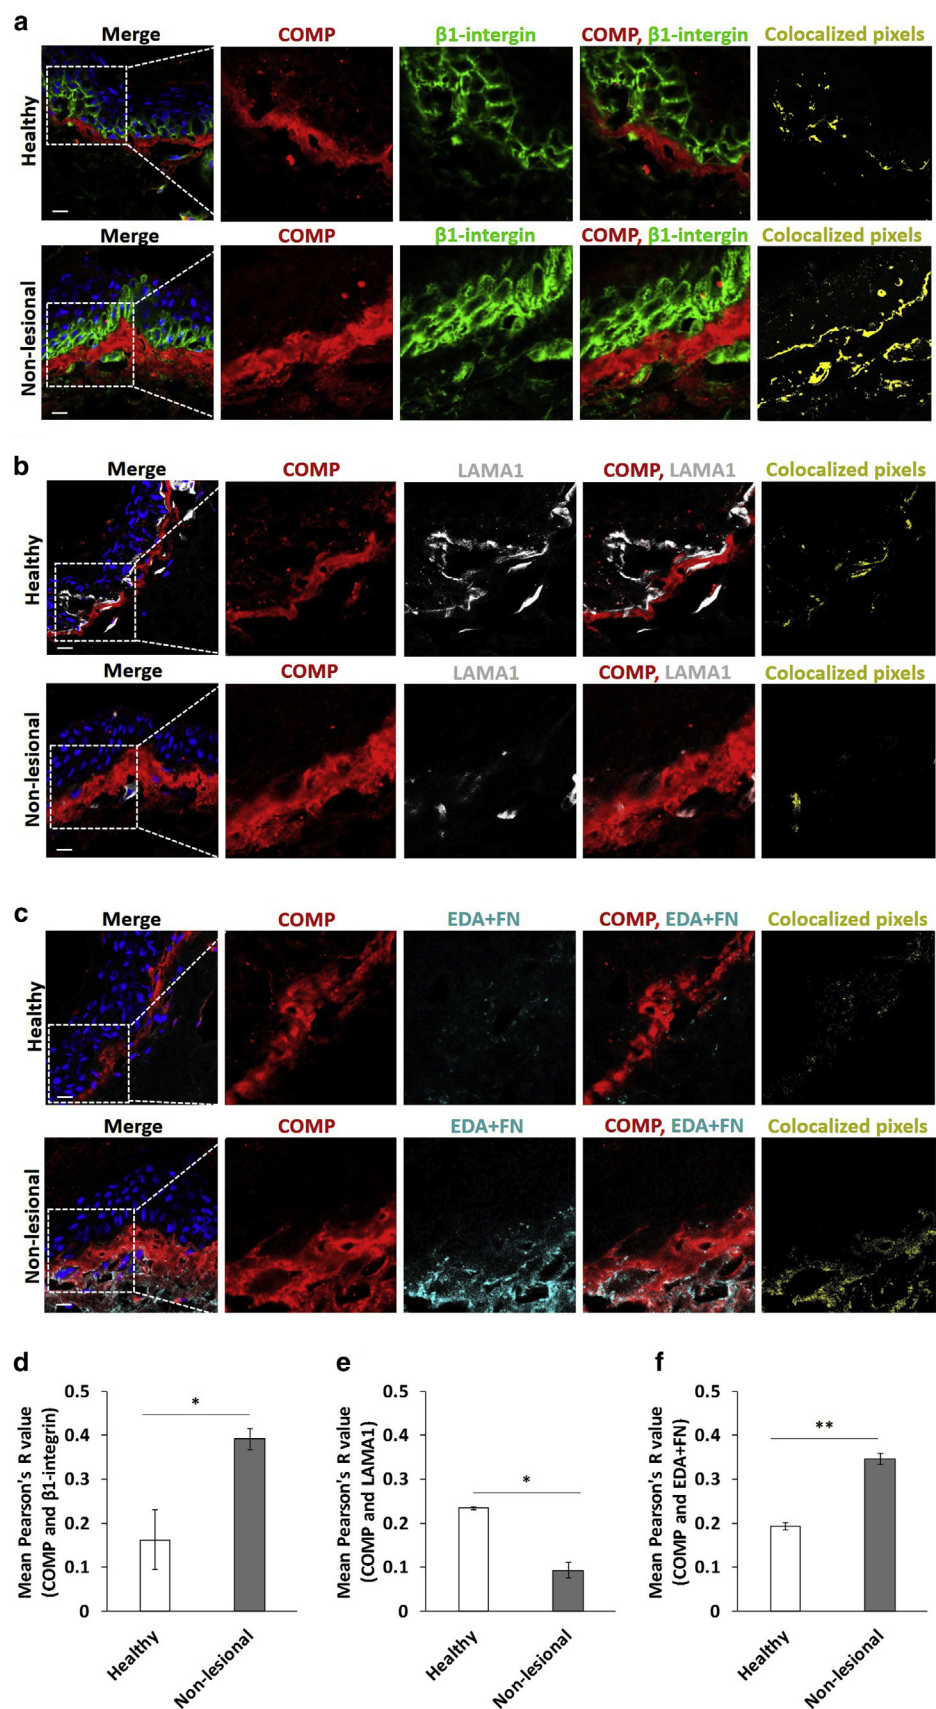 a
Merge COMP β1-intergin COMP, β1-intergin Colocalized pixels
Healthy
Merge COMP β1-intergin COMP, β1-intergin Colocalized pixels
Non-lesional
b
Merge COMP LAMA1 COMP, LAMA1 Colocalized pixels
Healthy
Merge COMP LAMA1 COMP, LAMA1 Colocalized pixels
Non-lesional
c
Merge COMP EDA+FN COMP, EDA+FN Colocalized pixels
Healthy
Merge COMP EDA+FN COMP, EDA+FN Colocalized pixels
Non-lesional
d
Mean Pearson's R value
(COMP and β1-integrin)
0.5
0.4
0.3
0.2
0.1
0
*
Healthy
Non-lesional
e
Mean Pearson's R value
(COMP and LAMA1)
0.5
0.4
0.3
0.2
0.1
0
*
Healthy
Non-lesional
f
Mean Pearson's R value
(COMP and EDA+FN)
0.5
0.4
0.3
0.2
0.1
0
**
Healthy
Non-lesional